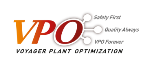 VPO
Safety First
Quality Always
VPO Forever
VOYAGER PLANT OPTIMIZATION